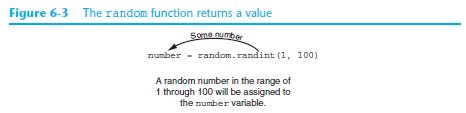 Figure 6-3 The random function returns a value
Some number
number = random.randint(1, 100)
A random number in the range of
1 through 100 will be assigned to
the number variable.